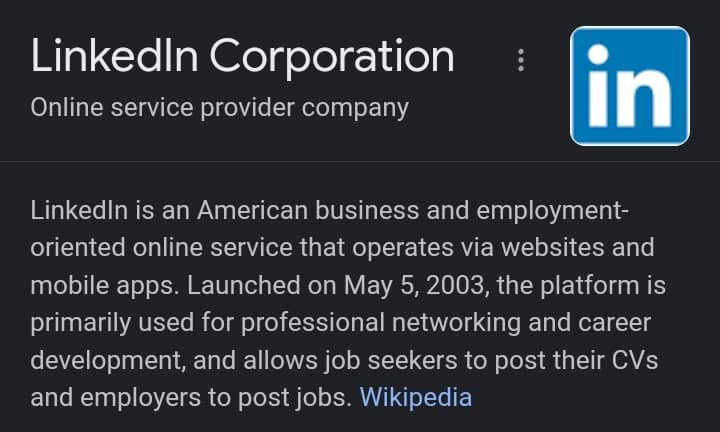 LinkedIn Corporation
Online service provider company
in
LinkedIn is an American business and employment-
oriented online service that operates via websites and
mobile apps. Launched on May 5, 2003, the platform is
primarily used for professional networking and career
development, and allows job seekers to post their CVs
and employers to post jobs. Wikipedia